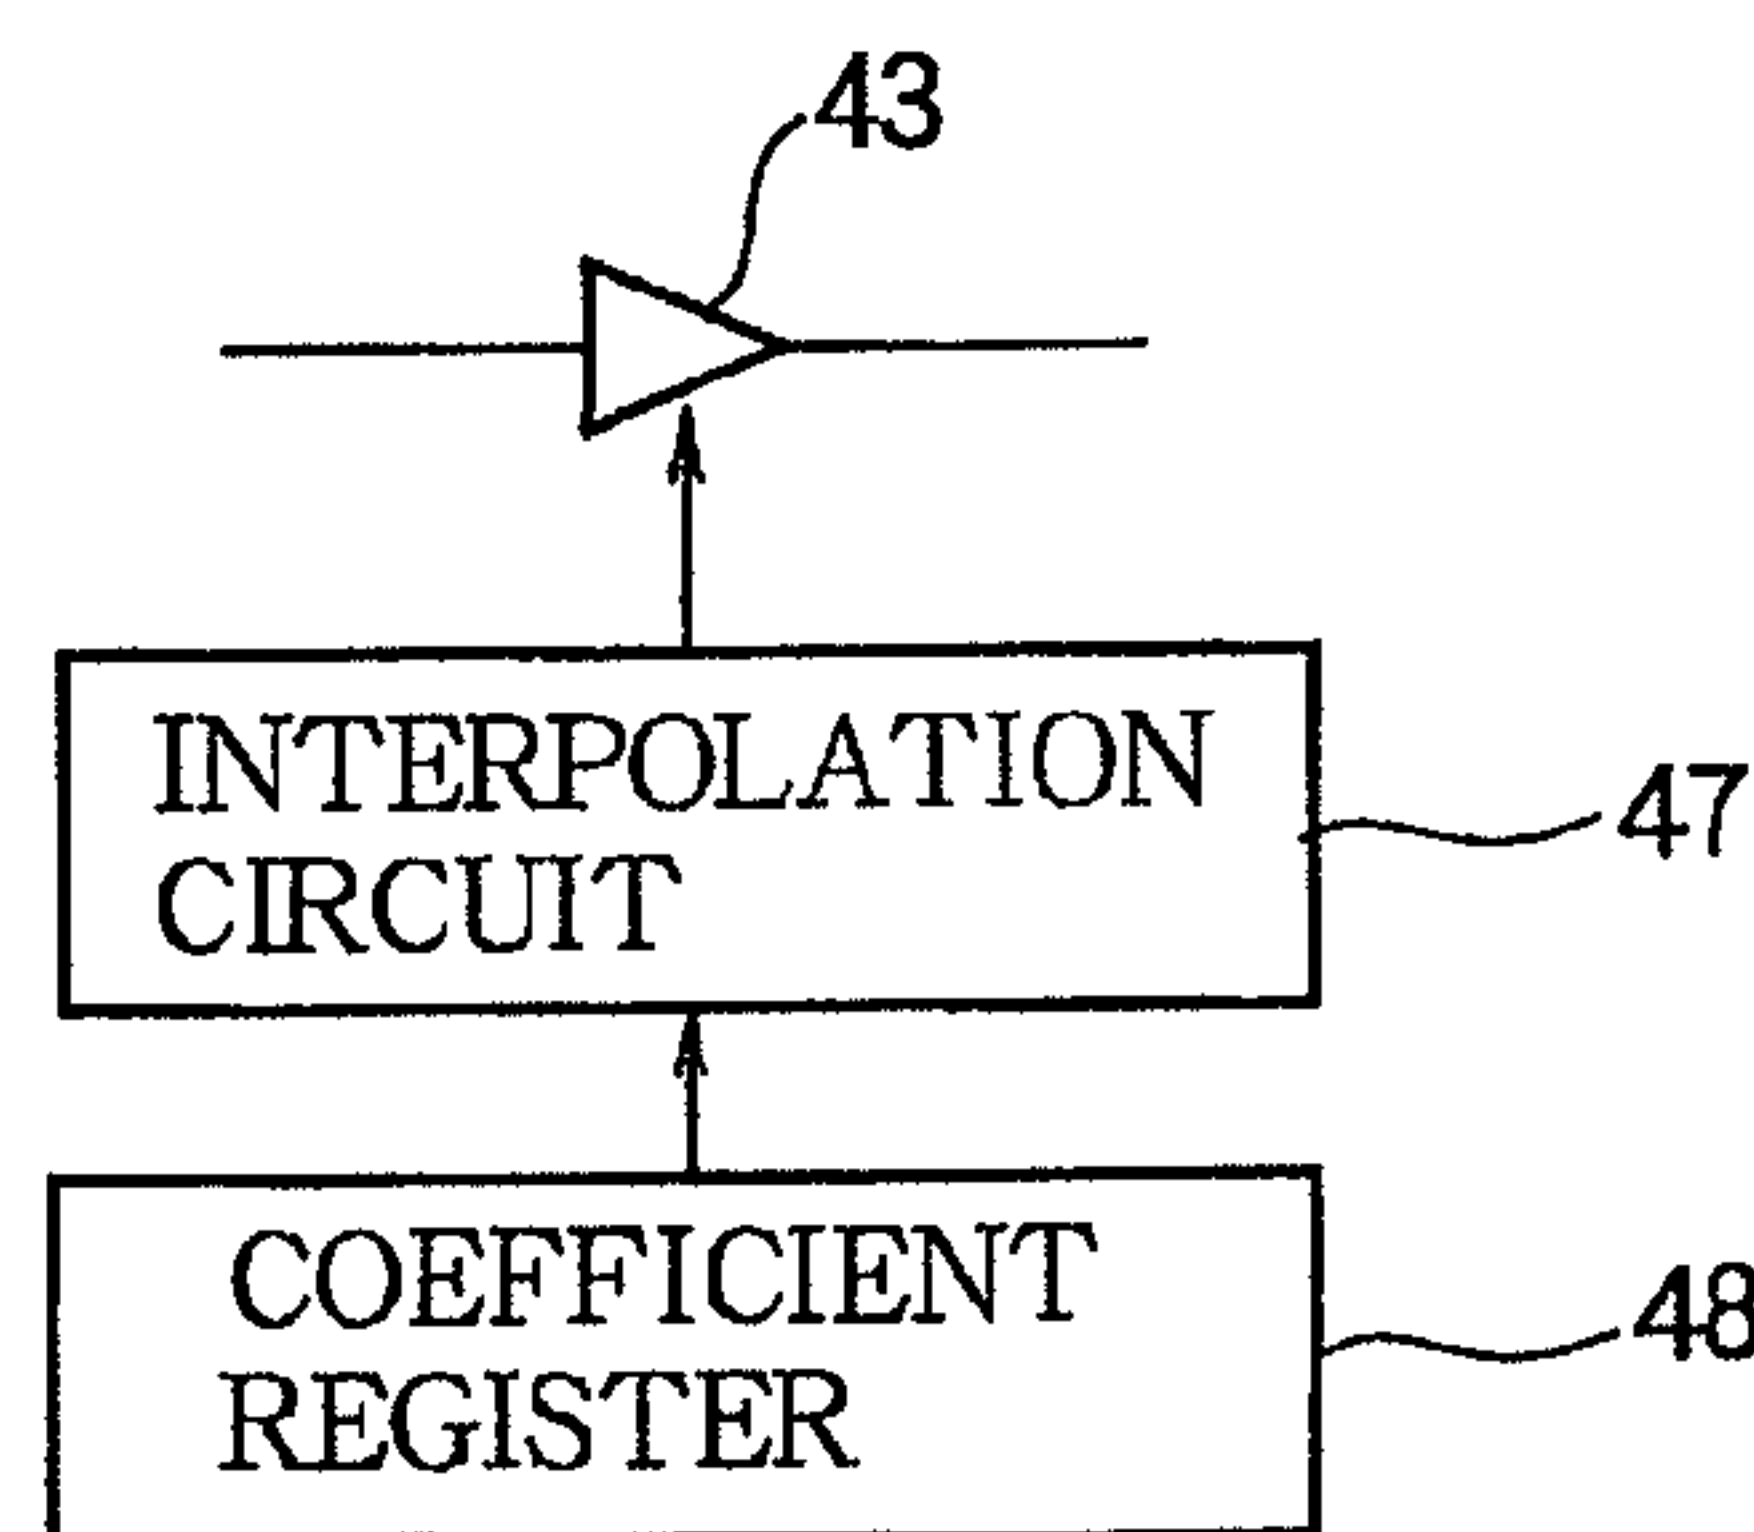 43
INTERPOLATION
CIRCUIT
47
COEFFICIENT
REGISTER
48